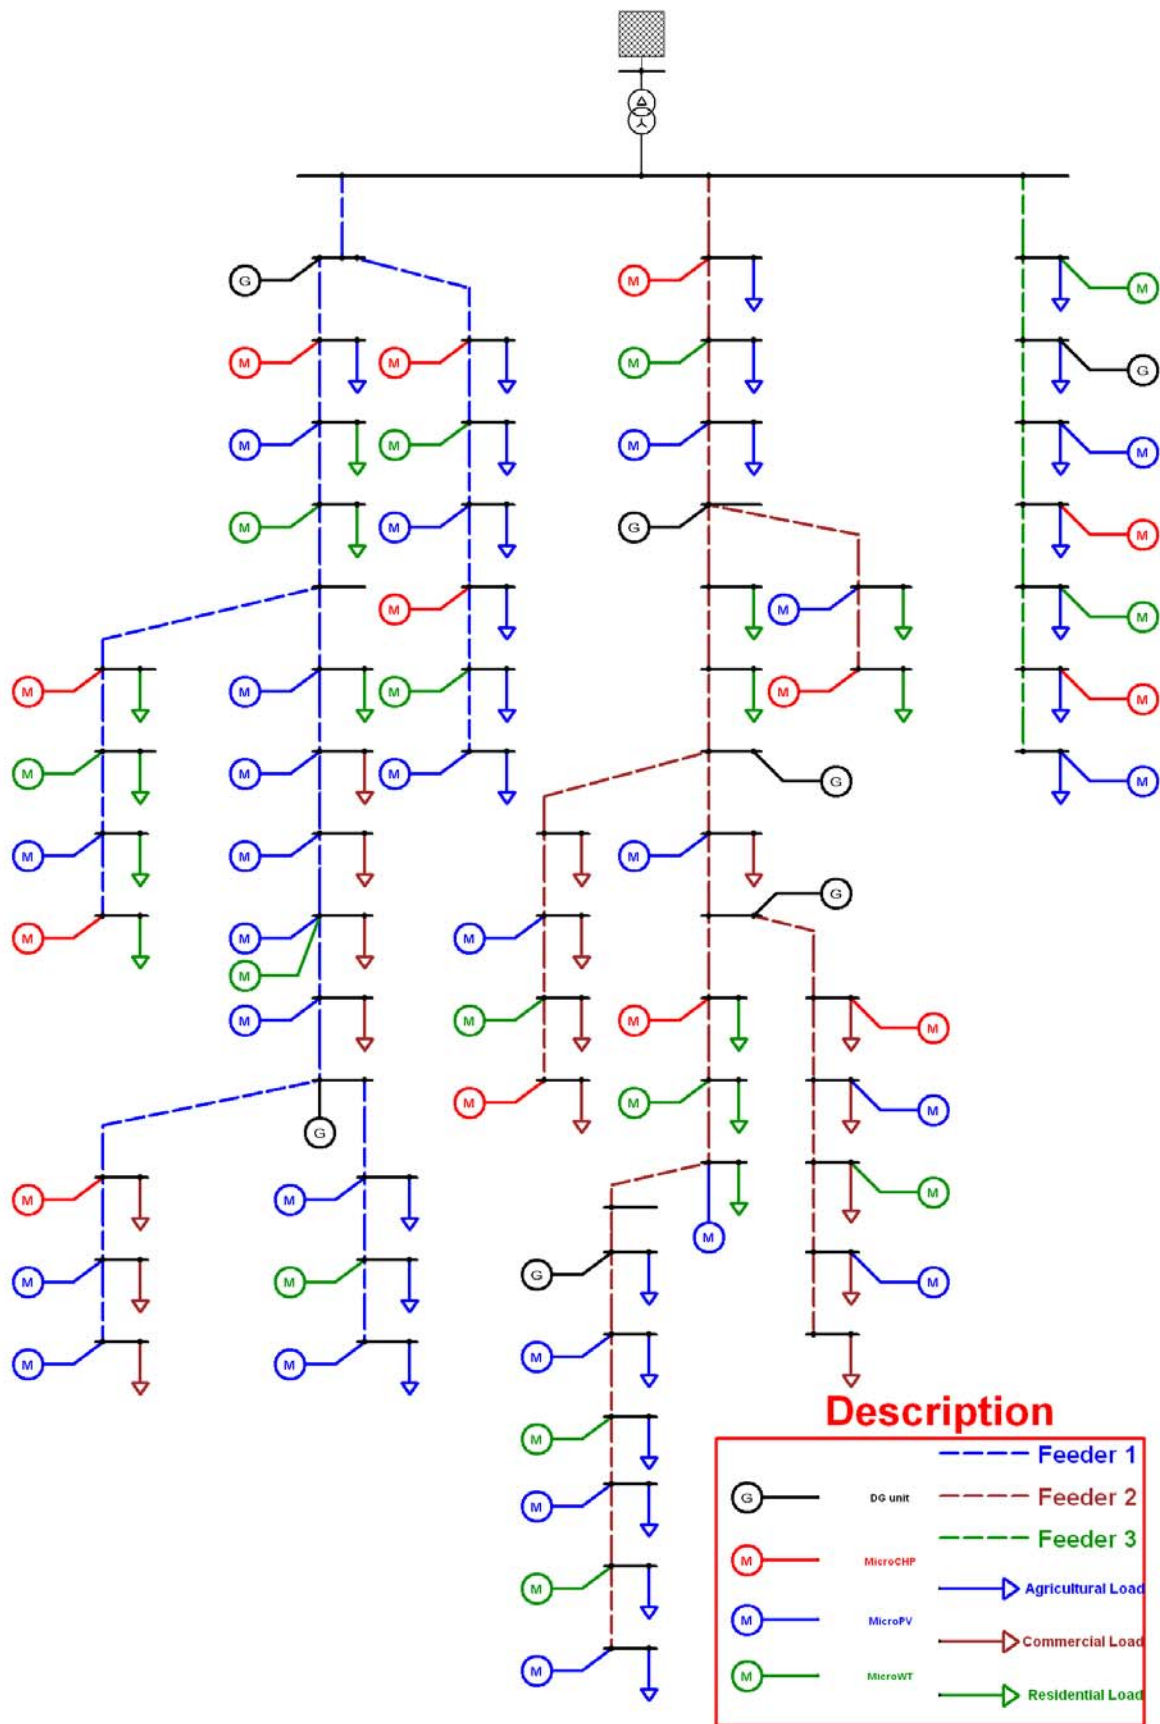 G M M
M M M G
M M M M
M M G M
M M M
M M M M M
M M M G M
M M M
G
M M M
M
M M M M
M M M
G
M M M
M
M M G M
M M M
Description
M
Feeder 1
G DG unit
Feeder 2
M
Feeder 3
M MicroCHP
M
Agricultural Load
M MicroPV
Commercial Load
M
M MicroWT
Residential Load